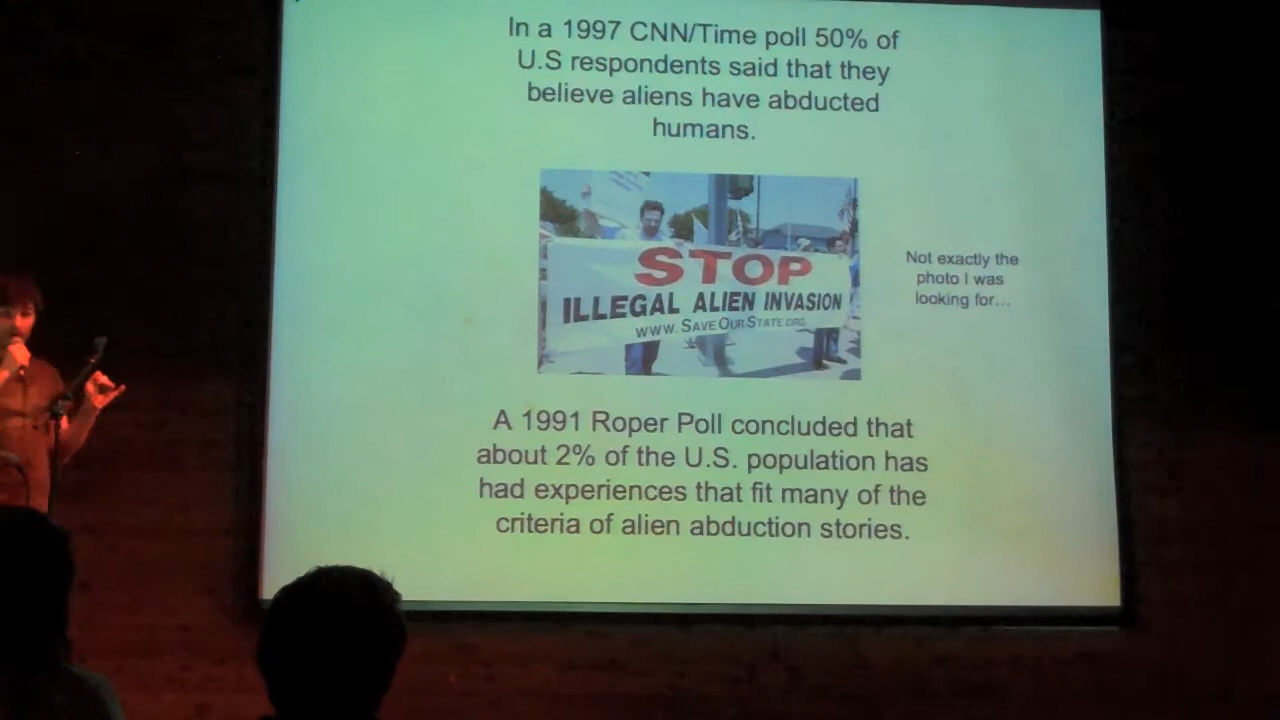 In a 1997 CNN/Time poll 50% of
U.S respondents said that they
believe aliens have abducted
humans.
STOP
ILLEGAL ALIEN INVASION
WWW.SAVEOURSTATE.ORG
Not exactly the
photo I was
looking for...
A 1991 Roper Poll concluded that
about 2% of the U.S. population has
had experiences that fit many of the
criteria of alien abduction stories.